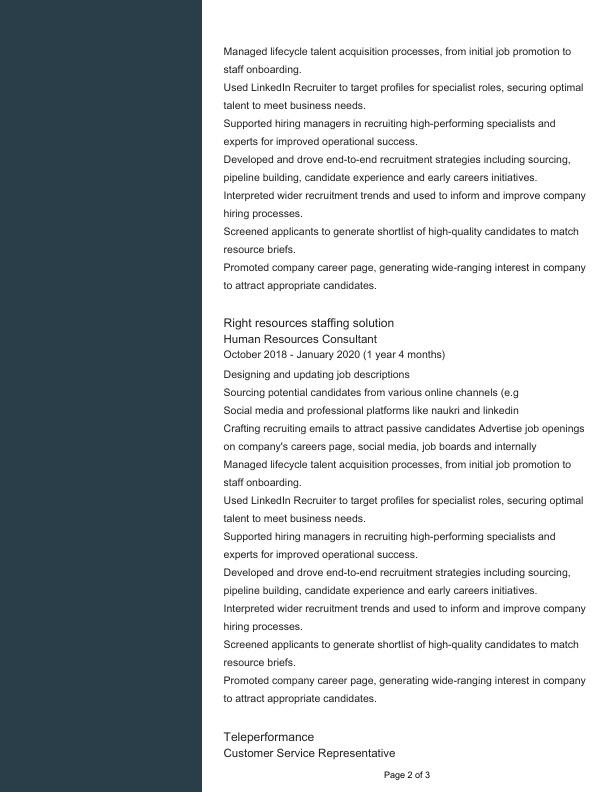 Managed lifecycle talent acquisition processes, from initial job promotion to
staff onboarding.
Used LinkedIn Recruiter to target profiles for specialist roles, securing optimal
talent to meet business needs.
Supported hiring managers in recruiting high-performing specialists and
experts for improved operational success.
Developed and drove end-to-end recruitment strategies including sourcing,
pipeline building, candidate experience and early careers initiatives.
Interpreted wider recruitment trends and used to inform and improve company
hiring processes.
Screened applicants to generate shortlist of high-quality candidates to match
resource briefs.
Promoted company career page, generating wide-ranging interest in company
to attract appropriate candidates.
Right resources staffing solution
Human Resources Consultant
October 2018 - January 2020 (1 year 4 months)
Designing and updating job descriptions
Sourcing potential candidates from various online channels (e.g
Social media and professional platforms like naukri and linkedin
Crafting recruiting emails to attract passive candidates Advertise job openings
on company's careers page, social media, job boards and internally
Managed lifecycle talent acquisition processes, from initial job promotion to
staff onboarding.
Used LinkedIn Recruiter to target profiles for specialist roles, securing optimal
talent to meet business needs.
Supported hiring managers in recruiting high-performing specialists and
experts for improved operational success.
Developed and drove end-to-end recruitment strategies including sourcing,
pipeline building, candidate experience and early careers initiatives.
Interpreted wider recruitment trends and used to inform and improve company
hiring processes.
Screened applicants to generate shortlist of high-quality candidates to match
resource briefs.
Promoted company career page, generating wide-ranging interest in company
to attract appropriate candidates.
Teleperformance
Customer Service Representative
Page 2 of 3